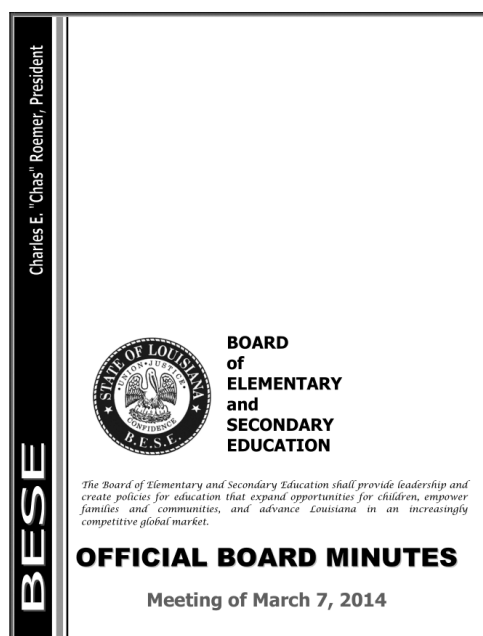 Charles E. "Chas" Roemer, President
BESE
STATE OF LOUISIANA
UNION · JUSTICE
CONFIDENCE
B.E.S.E.
BOARD
of
ELEMENTARY
and
SECONDARY
EDUCATION
The Board of Elementary and Secondary Education shall provide leadership and
create policies for education that expand opportunities for children, empower
families and communities, and advance Louisiana in an increasingly
competitive global market.
OFFICIAL BOARD MINUTES
Meeting of March 7, 2014